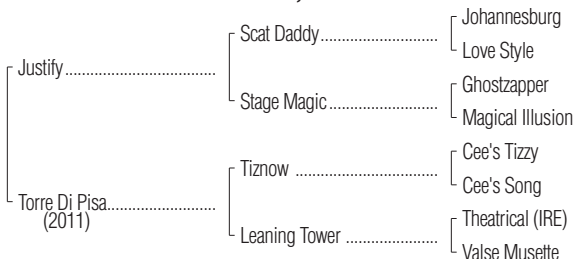 Johannesburg
Scat Daddy
Love Style
Justify
Ghostzapper
Stage Magic
Magical Illusion
Cee's Tizzy
Tiznow
Cee's Song
Torre Di Pisa
(2011)
Theatrical (IRE)
Leaning Tower
Valse Musette